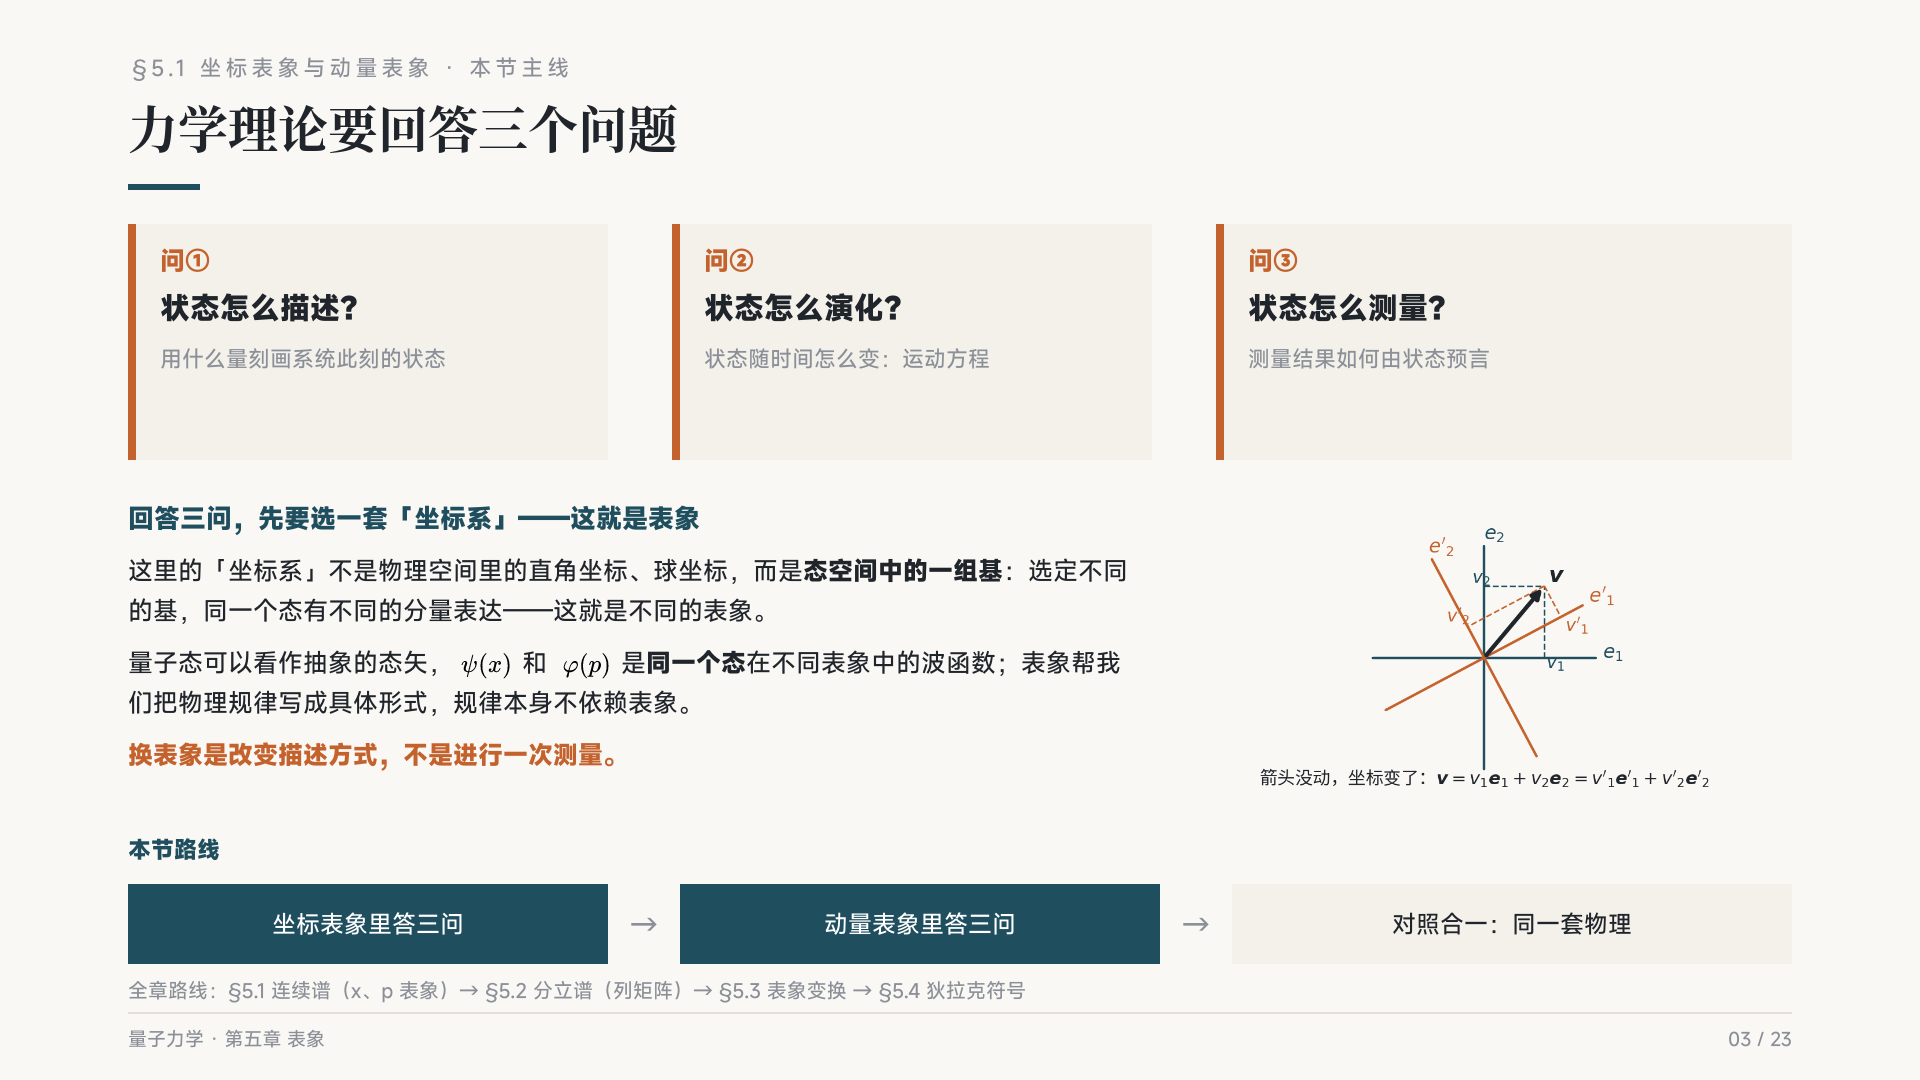 §5.1 坐标表象与动量表象 · 本节主线
力学理论要回答三个问题
问①
状态怎么描述?
用什么量刻画系统此刻的状态
问②
状态怎么演化?
状态随时间怎么变：运动方程
问③
状态怎么测量?
测量结果如何由状态预言
回答三问，先要选一套「坐标系」——这就是表象
这里的「坐标系」不是物理空间里的直角坐标、球坐标，而是态空间中的一组基：选定不同
的基，同一个态有不同的分量表达——这就是不同的表象。
量子态可以看作抽象的态矢， ψ(x) 和 φ(p) 是同一个态在不同表象中的波函数；表象帮我
们把物理规律写成具体形式，规律本身不依赖表象。
换表象是改变描述方式，不是进行一次测量。
e₂
e′₂
v₂
v
e′₁
v′₂
v′₁
e₁
v₁
箭头没动，坐标变了：v = v₁e₁ + v₂e₂ = v′₁e′₁ + v′₂e′₂
本节路线
坐标表象里答三问 → 动量表象里答三问 → 对照合一：同一套物理
全章路线：§5.1 连续谱（x、p 表象）→ §5.2 分立谱（列矩阵）→ §5.3 表象变换 → §5.4 狄拉克符号
量子力学 · 第五章 表象
03 / 23